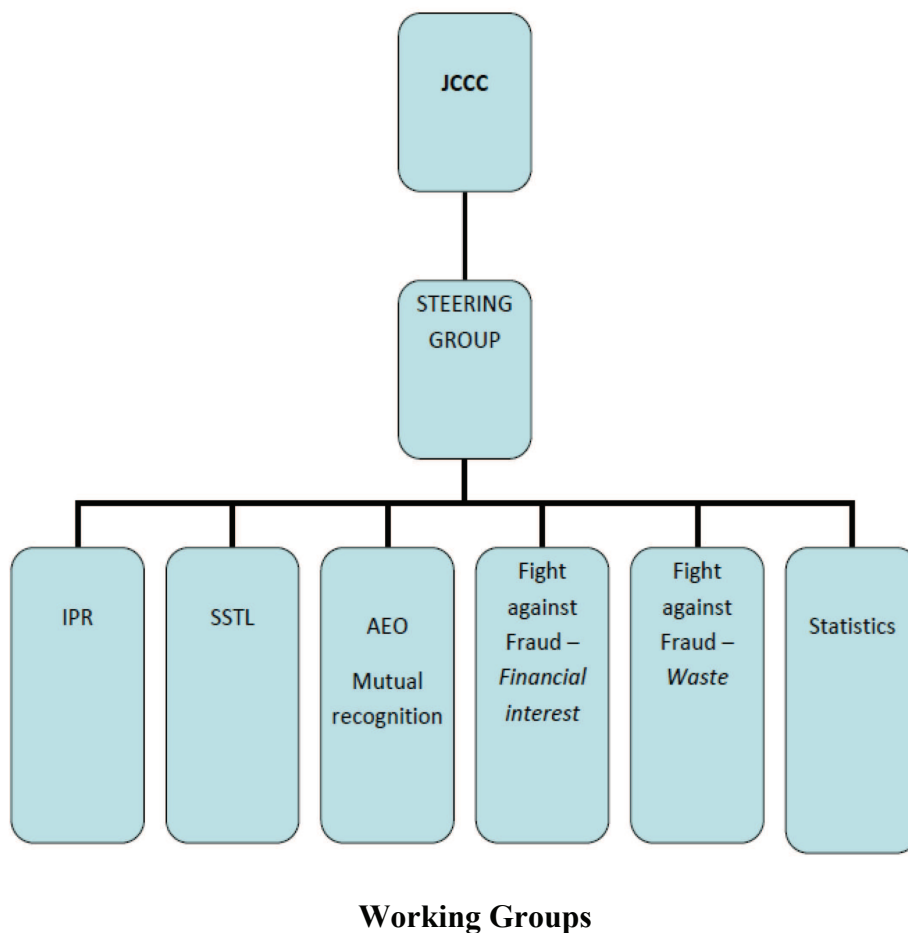 JCCC
STEERING
GROUP
IPR
SSTL
AEO
Mutual
recognition
Fight
against
Fraud –
Financial
interest
Fight
against
Fraud –
Waste
Statistics
Working Groups